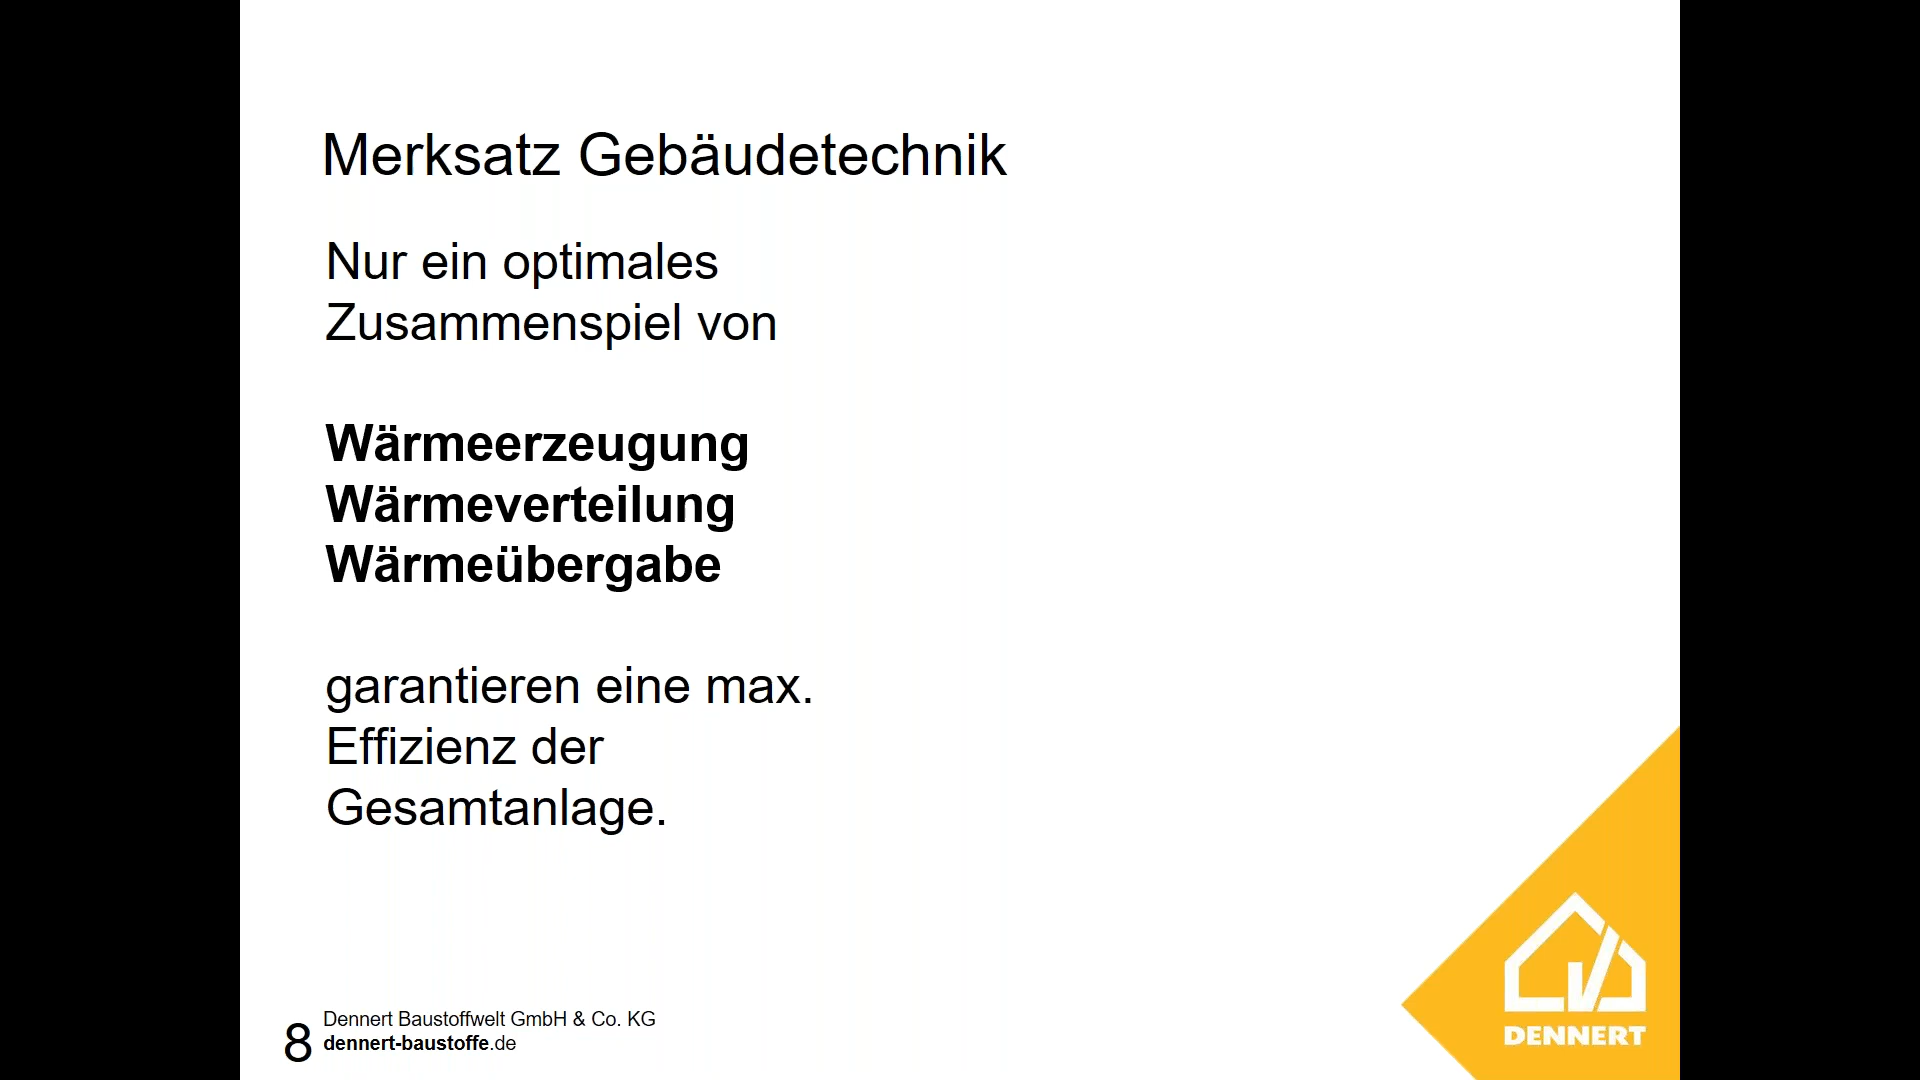 Merksatz Gebäudetechnik
Nur ein optimales
Zusammenspiel von
Wärmeerzeugung
Wärmeverteilung
Wärmeübergabe
garantieren eine max.
Effizienz der
Gesamtanlage.
8
Dennert Baustoffwelt GmbH & Co. KG
dennert-baustoffe.de
DENNERT